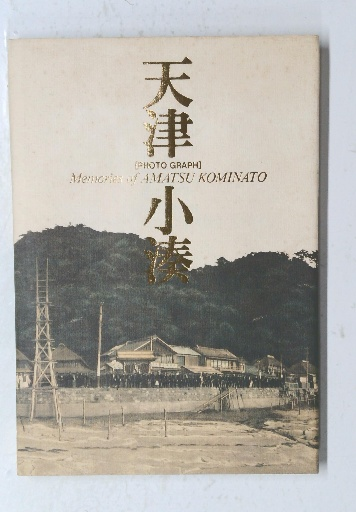 天津小湊
[PHOTO GRAPH]
Memories of AMATSU KOMINATO